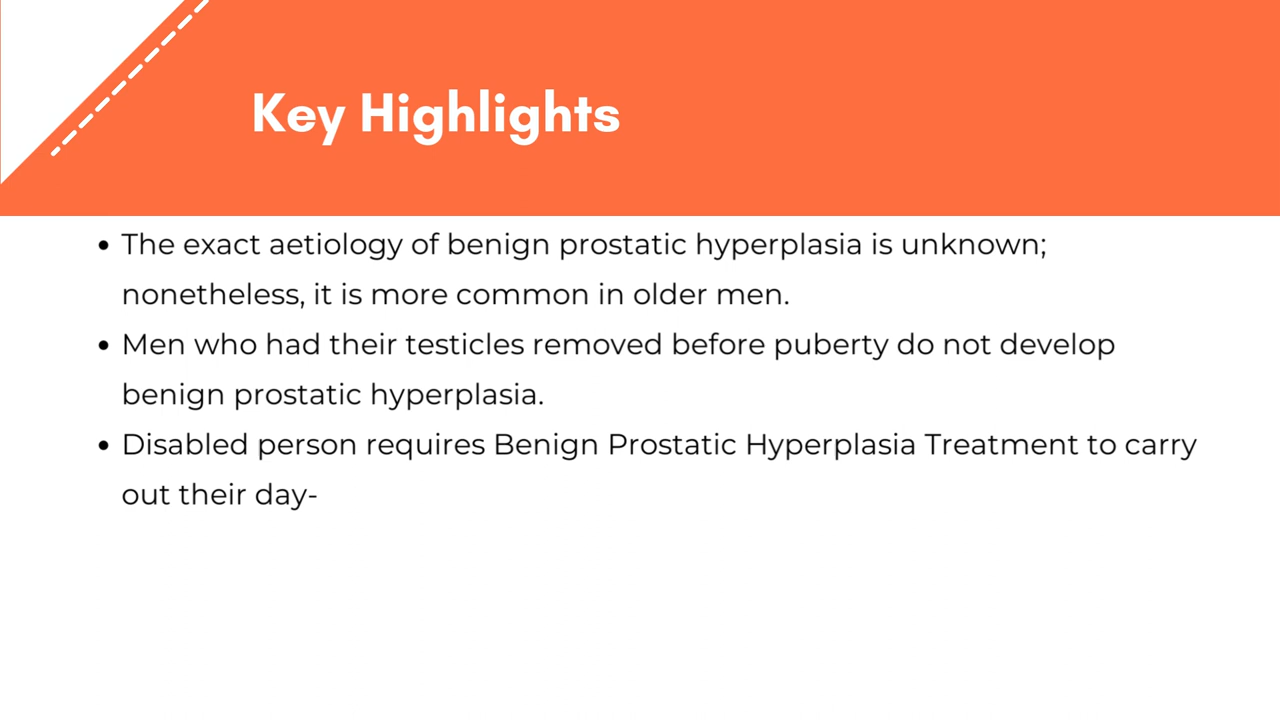 Key Highlights
• The exact aetiology of benign prostatic hyperplasia is unknown;
nonetheless, it is more common in older men.
• Men who had their testicles removed before puberty do not develop
benign prostatic hyperplasia.
• Disabled person requires Benign Prostatic Hyperplasia Treatment to carry
out their day-